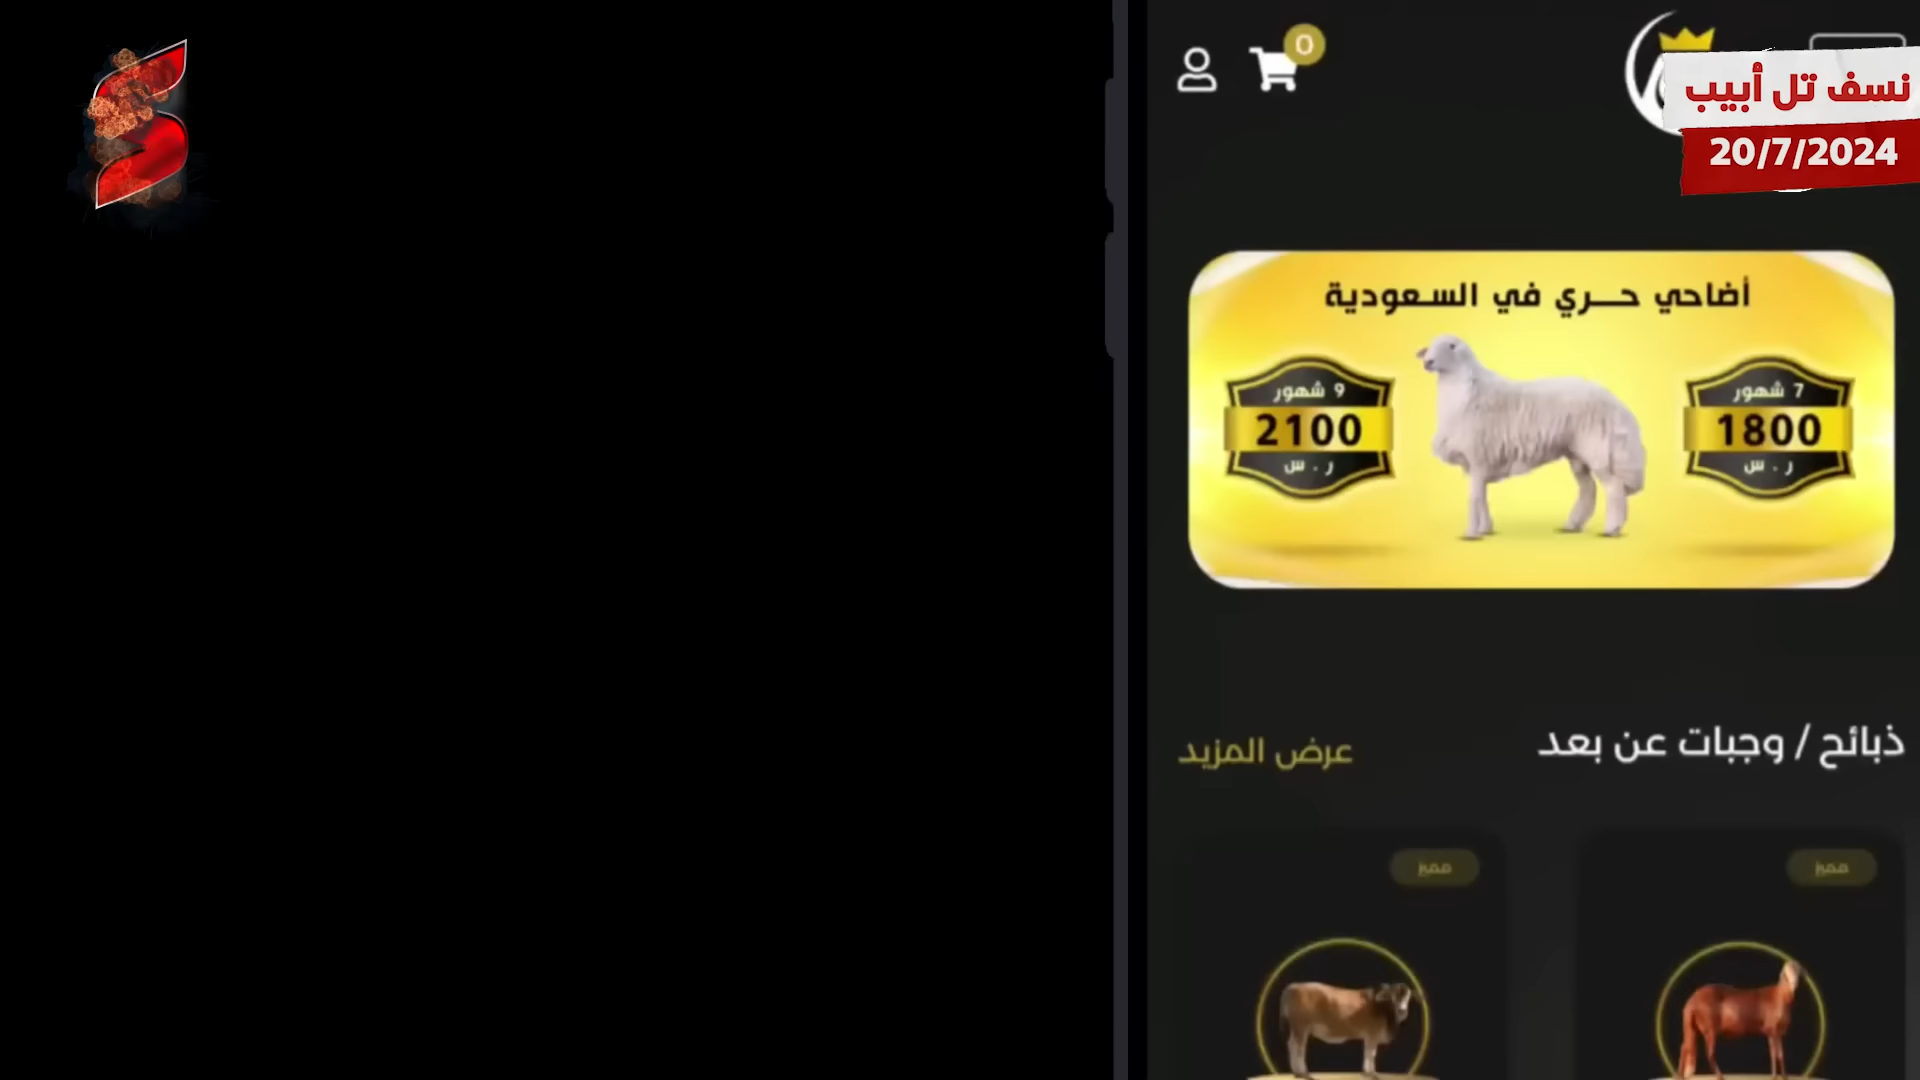 0
نسف تل أبيب
20/7/2024
أضاحي حـــري في السعودية
7 شهور
1800
ر . س
9 شهور
2100
ر . س
ذبائح / وجبات عن بعد
عرض المزيد
مميز
مميز